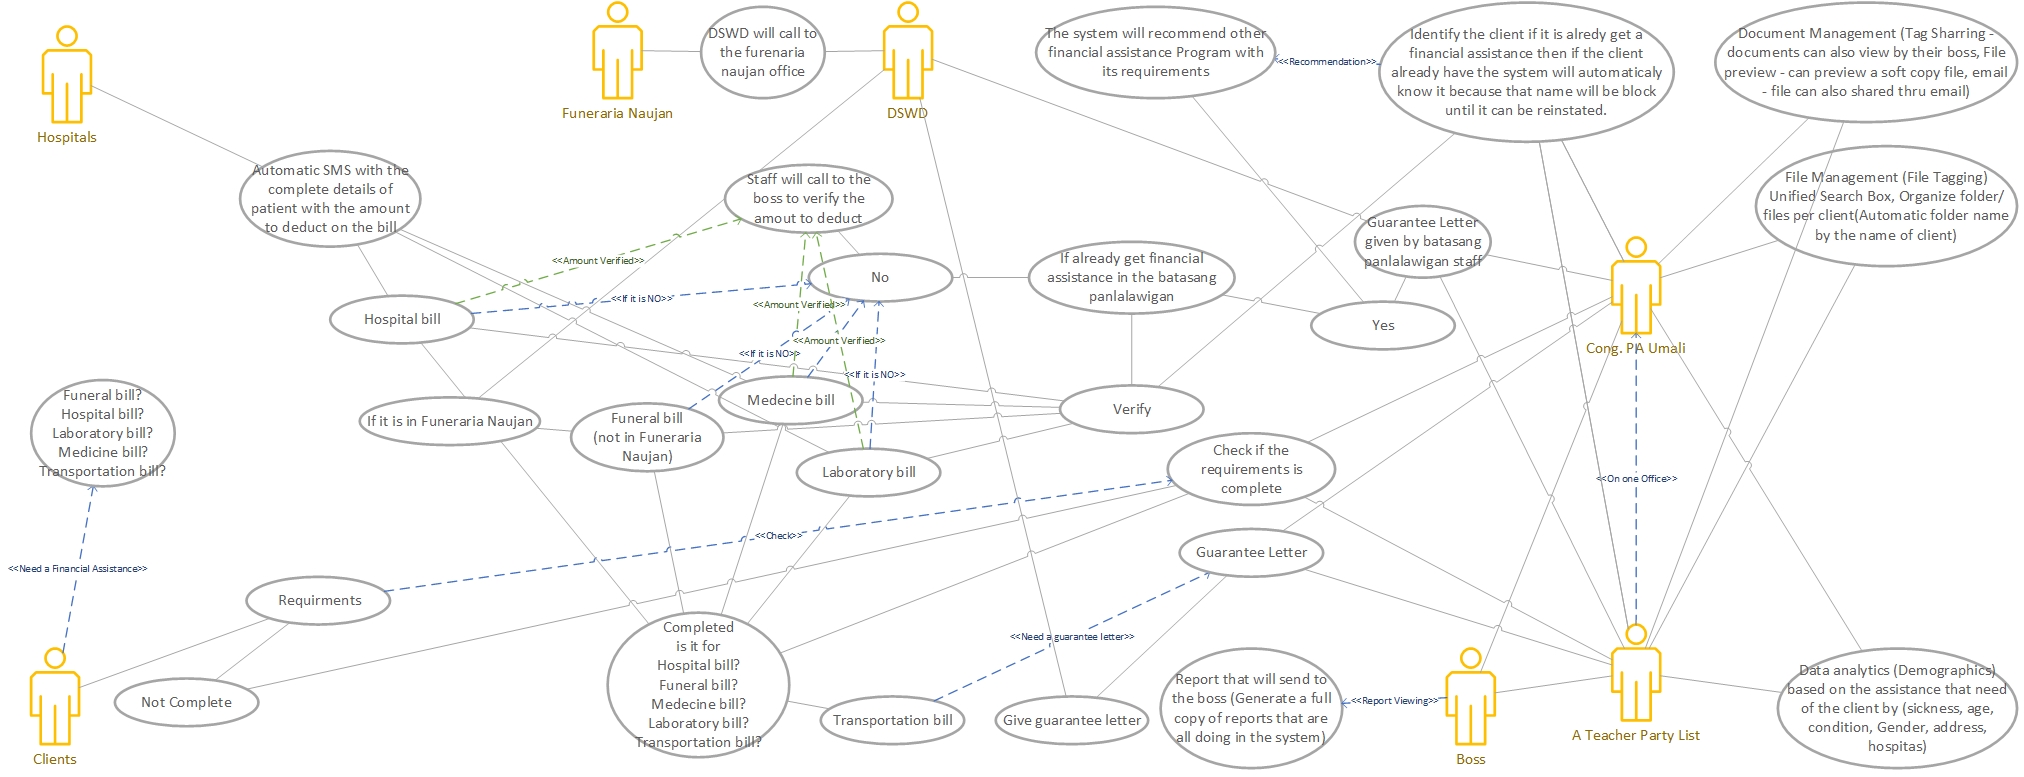 Hospitals
Funeraria Naujan
DSWD will call to
the furenaria
naujan office
DSWD
The system will recommend other
financial assistance Program with
its requirements
<<Recommendation>>
Identify the client if it is alredy get a
financial assistance then if the client
already have the system will automaticaly
know it because that name will be block
until it can be reinstated.
Document Management (Tag Sharring -
documents can also view by their boss, File
preview - can preview a soft copy file, email
- file can also shared thru email)
Automatic SMS with the
complete details of
patient with the amount
to deduct on the bill
Staff will call to the
boss to verify the
amout to deduct
File Management (File Tagging)
Unified Search Box, Organize folder/
files per client(Automatic folder name
by the name of client)
Guarantee Letter
given by batasang
panlalawigan staff
<<Amount Verified>>
No
If already get financial
assistance in the batasang
panlalawigan
<<If it is NO>>
<<Amount Verified>>
Hospital bill
Yes
<<Amount Verified>>
<<If it is NO>>
Cong. PA Umali
<<If it is NO>>
Medecine bill
Verify
Funeral bill?
Hospital bill?
Laboratory bill?
Medicine bill?
Transportation bill?
If it is in Funeraria Naujan
Funeral bill
(not in Funeraria
Naujan)
Laboratory bill
Check if the
requirements is
complete
<<On one Office>>
<<Check>>
Guarantee Letter
<<Need a Financial Assistance>>
Requirments
<<Need a guarantee letter>>
Completed
is it for
Hospital bill?
Funeral bill?
Medecine bill?
Laboratory bill?
Transportation bill?
Not Complete
Transportation bill
Give guarantee letter
Report that will send to
the boss (Generate a full
copy of reports that are
all doing in the system)
<<Report Viewing>>
Data analytics (Demographics)
based on the assistance that need
of the client by (sickness, age,
condition, Gender, address,
hospitas)
Clients
Boss
A Teacher Party List